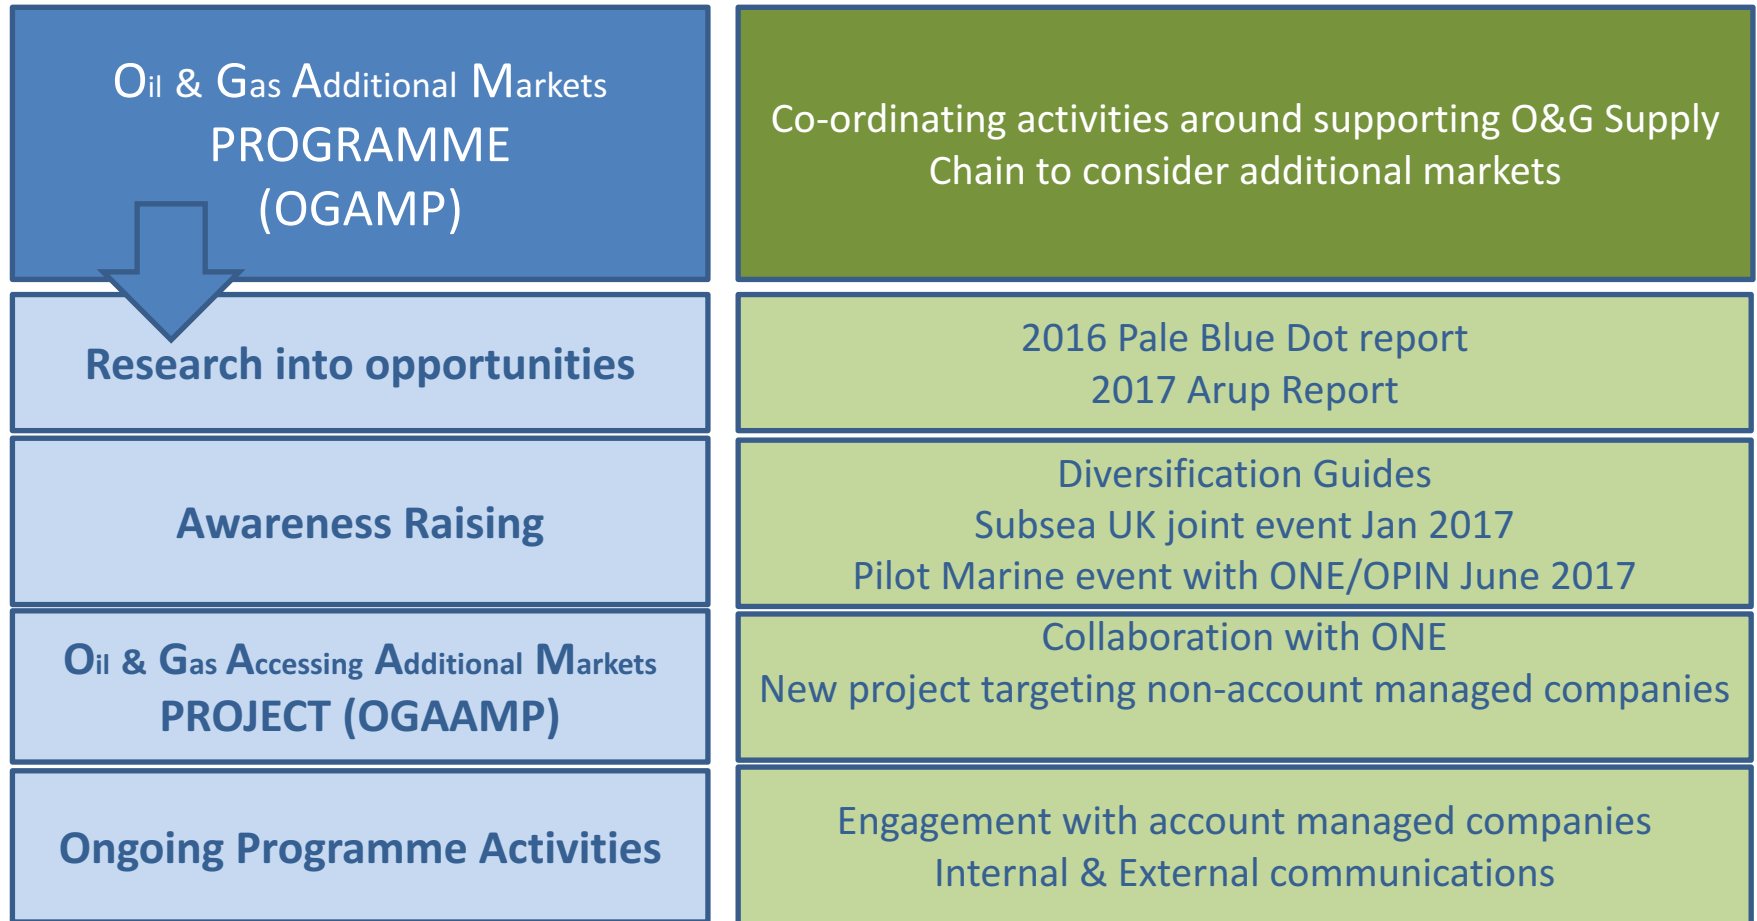 Oil & Gas Additional Markets
PROGRAMME
(OGAMP)
Co-ordinating activities around supporting O&G Supply
Chain to consider additional markets
Research into opportunities
2016 Pale Blue Dot report
2017 Arup Report
Awareness Raising
Diversification Guides
Subsea UK joint event Jan 2017
Pilot Marine event with ONE/OPIN June 2017
Oil & Gas Accessing Additional Markets
PROJECT (OGAAMP)
Collaboration with ONE
New project targeting non-account managed companies
Ongoing Programme Activities
Engagement with account managed companies
Internal & External communications